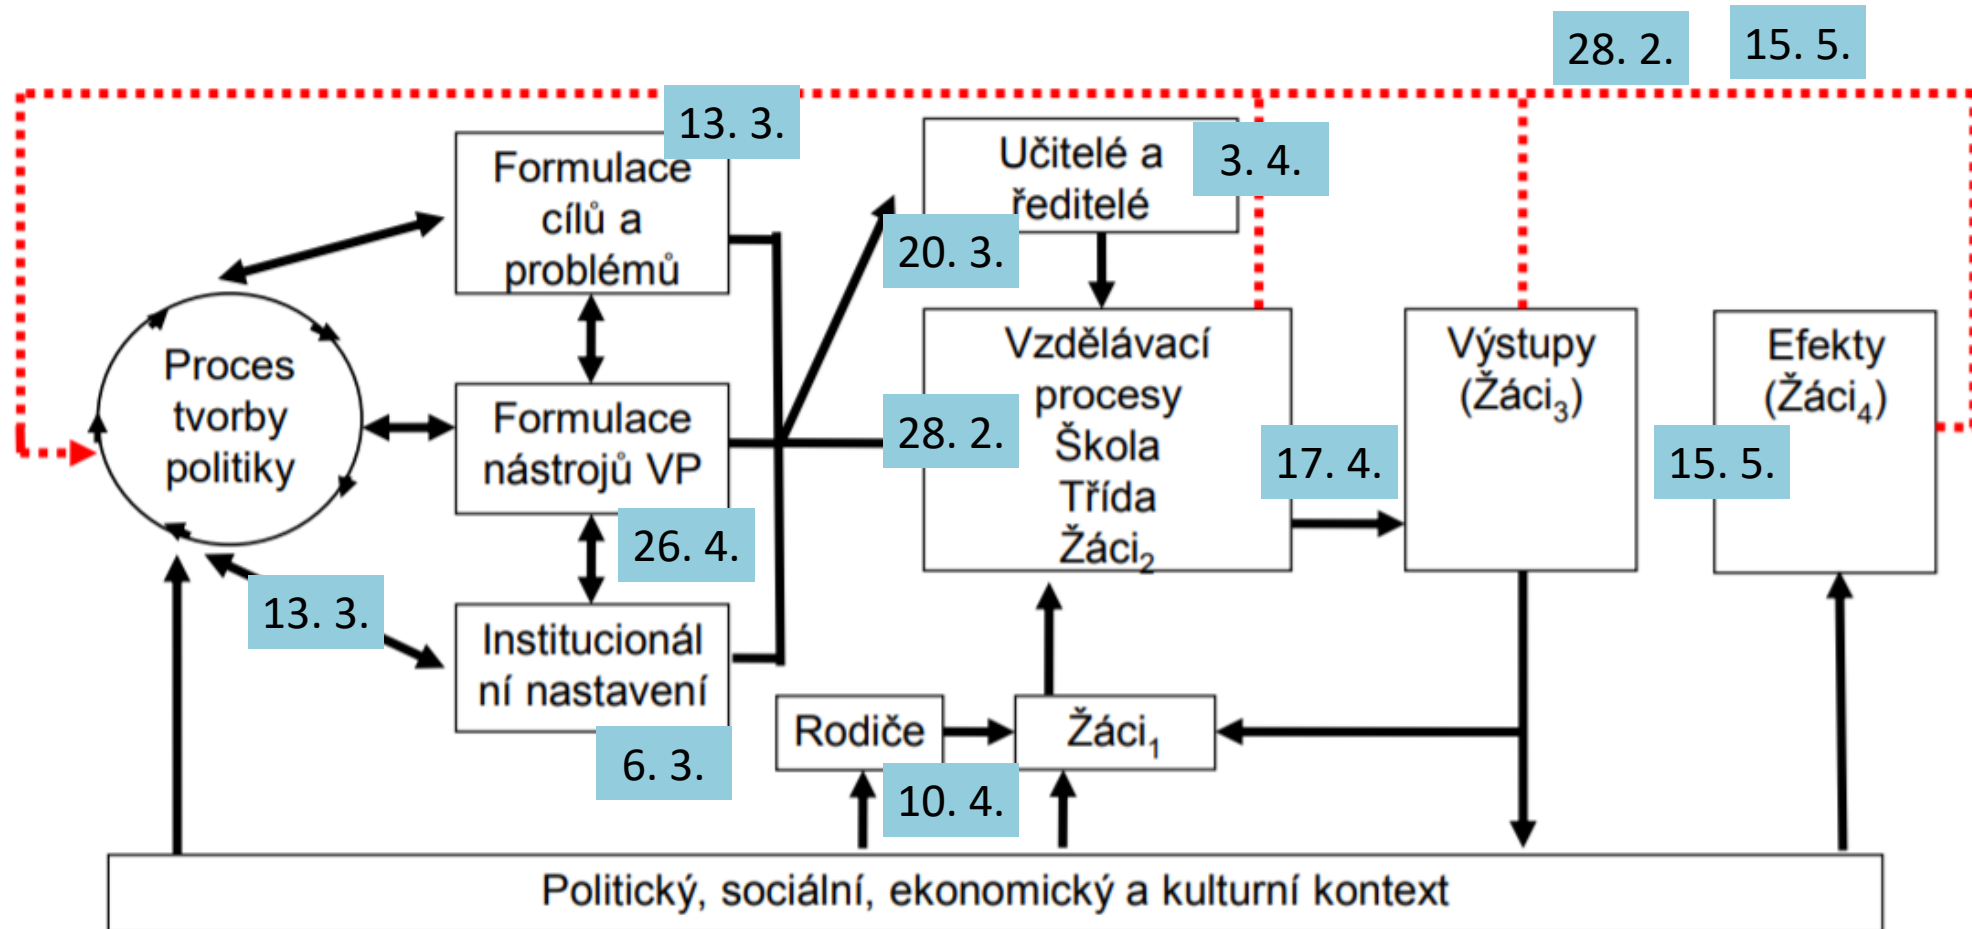 28. 2.
15. 5.
13. 3.
Formulace
cílů a
problémů
Učitelé a
ředitelé
3. 4.
20. 3.
Proces
tvorby
politiky
Formulace
nástrojů VP
26. 4.
28. 2.
Vzdělávací
procesy
Škola
Třída
Žáci₂
17. 4.
Výstupy
(Žáci₃)
15. 5.
Efekty
(Žáci₄)
13. 3.
Institucionál
ní nastavení
6. 3.
Rodiče
Žáci₁
10. 4.
Politický, sociální, ekonomický a kulturní kontext